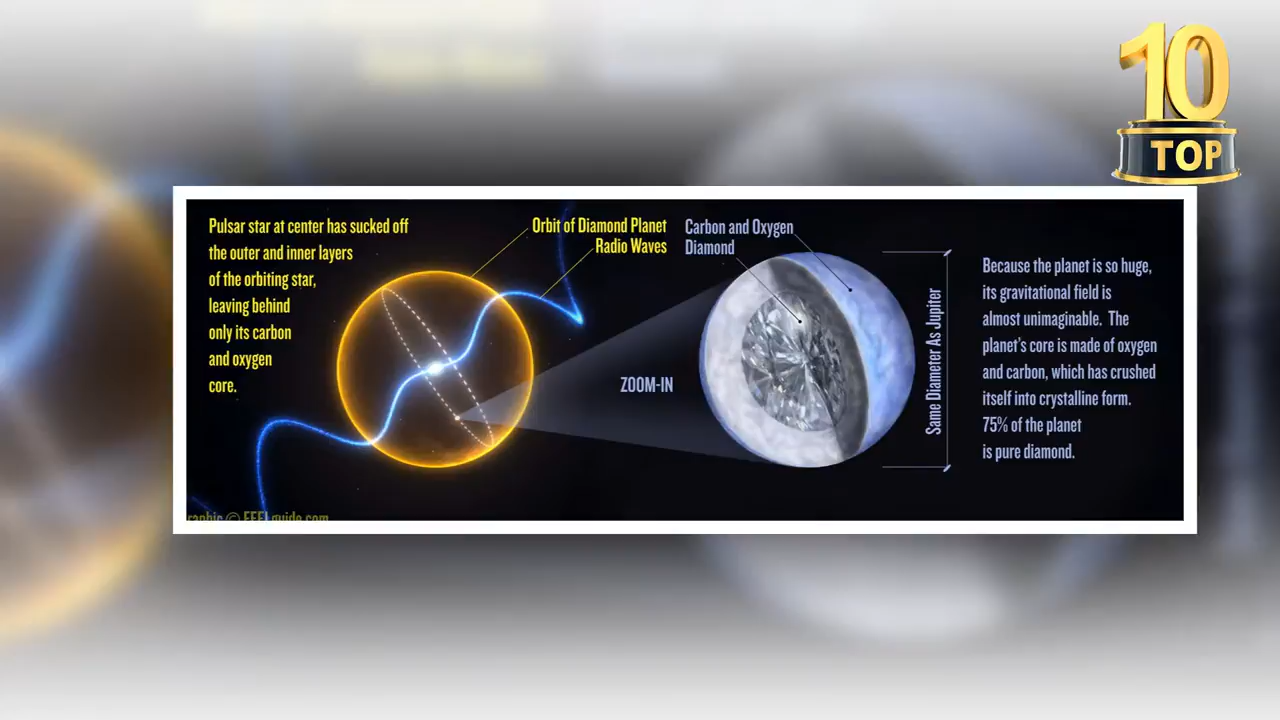 10
TOP
Pulsar star at center has sucked off
the outer and inner layers
of the orbiting star,
leaving behind
only its carbon
and oxygen
core.
Orbit of Diamond Planet
Radio Waves
Carbon and Oxygen
Diamond
ZOOM-IN
Same Diameter As Jupiter
Because the planet is so huge,
its gravitational field is
almost unimaginable. The
planet's core is made of oxygen
and carbon, which has crushed
itself into crystalline form.
75% of the planet
is pure diamond.